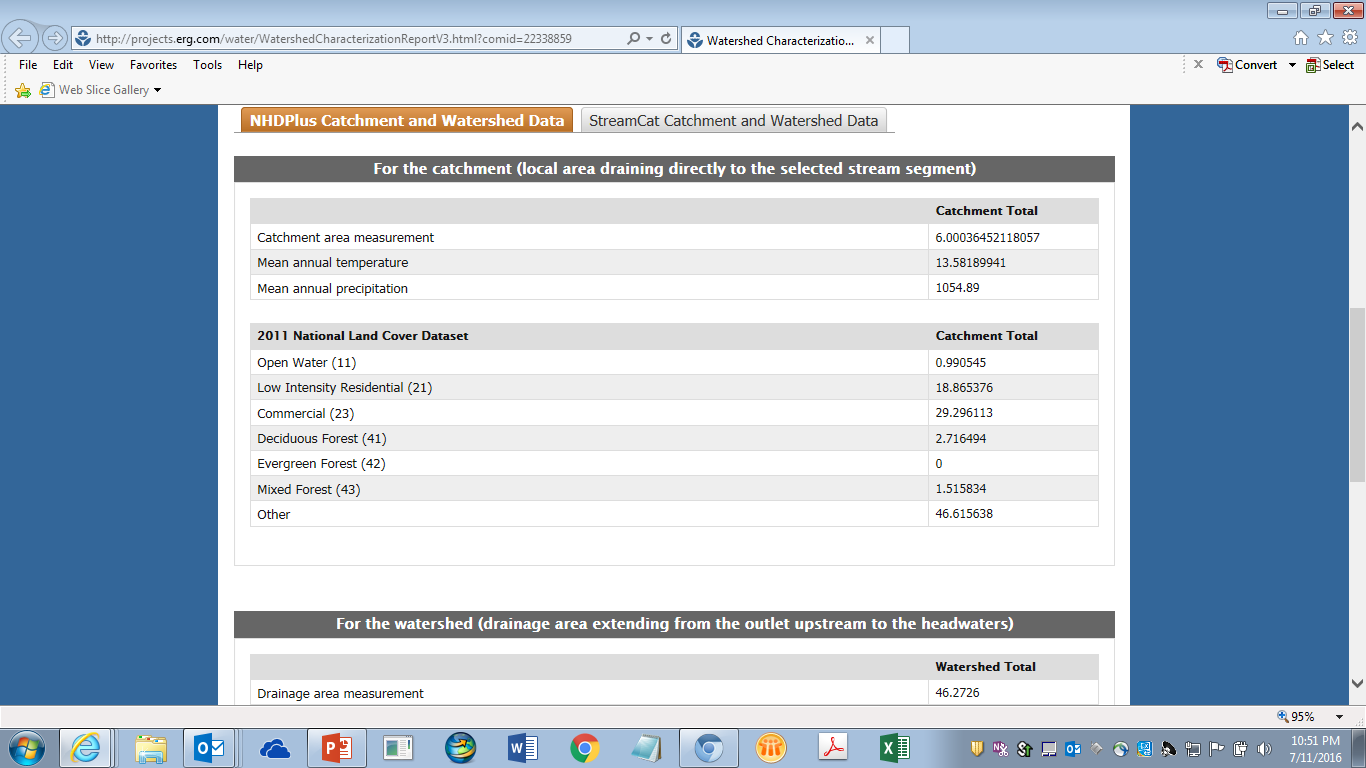 http://projects.erg.com/water/WatershedCharacterizationReportV3.html?comid=22338859
Watershed Characterizatio...
File Edit View Favorites Tools Help
Convert Select
Web Slice Gallery
NHDPlus Catchment and Watershed Data StreamCat Catchment and Watershed Data
For the catchment (local area draining directly to the selected stream segment)
Catchment Total
Catchment area measurement 6.00036452118057
Mean annual temperature 13.58189941
Mean annual precipitation 1054.89
2011 National Land Cover Dataset Catchment Total
Open Water (11) 0.990545
Low Intensity Residential (21) 18.865376
Commercial (23) 29.296113
Deciduous Forest (41) 2.716494
Evergreen Forest (42) 0
Mixed Forest (43) 1.515834
Other 46.615638
For the watershed (drainage area extending from the outlet upstream to the headwaters)
Watershed Total
Drainage area measurement 46.2726
95%
10:51 PM
7/11/2016